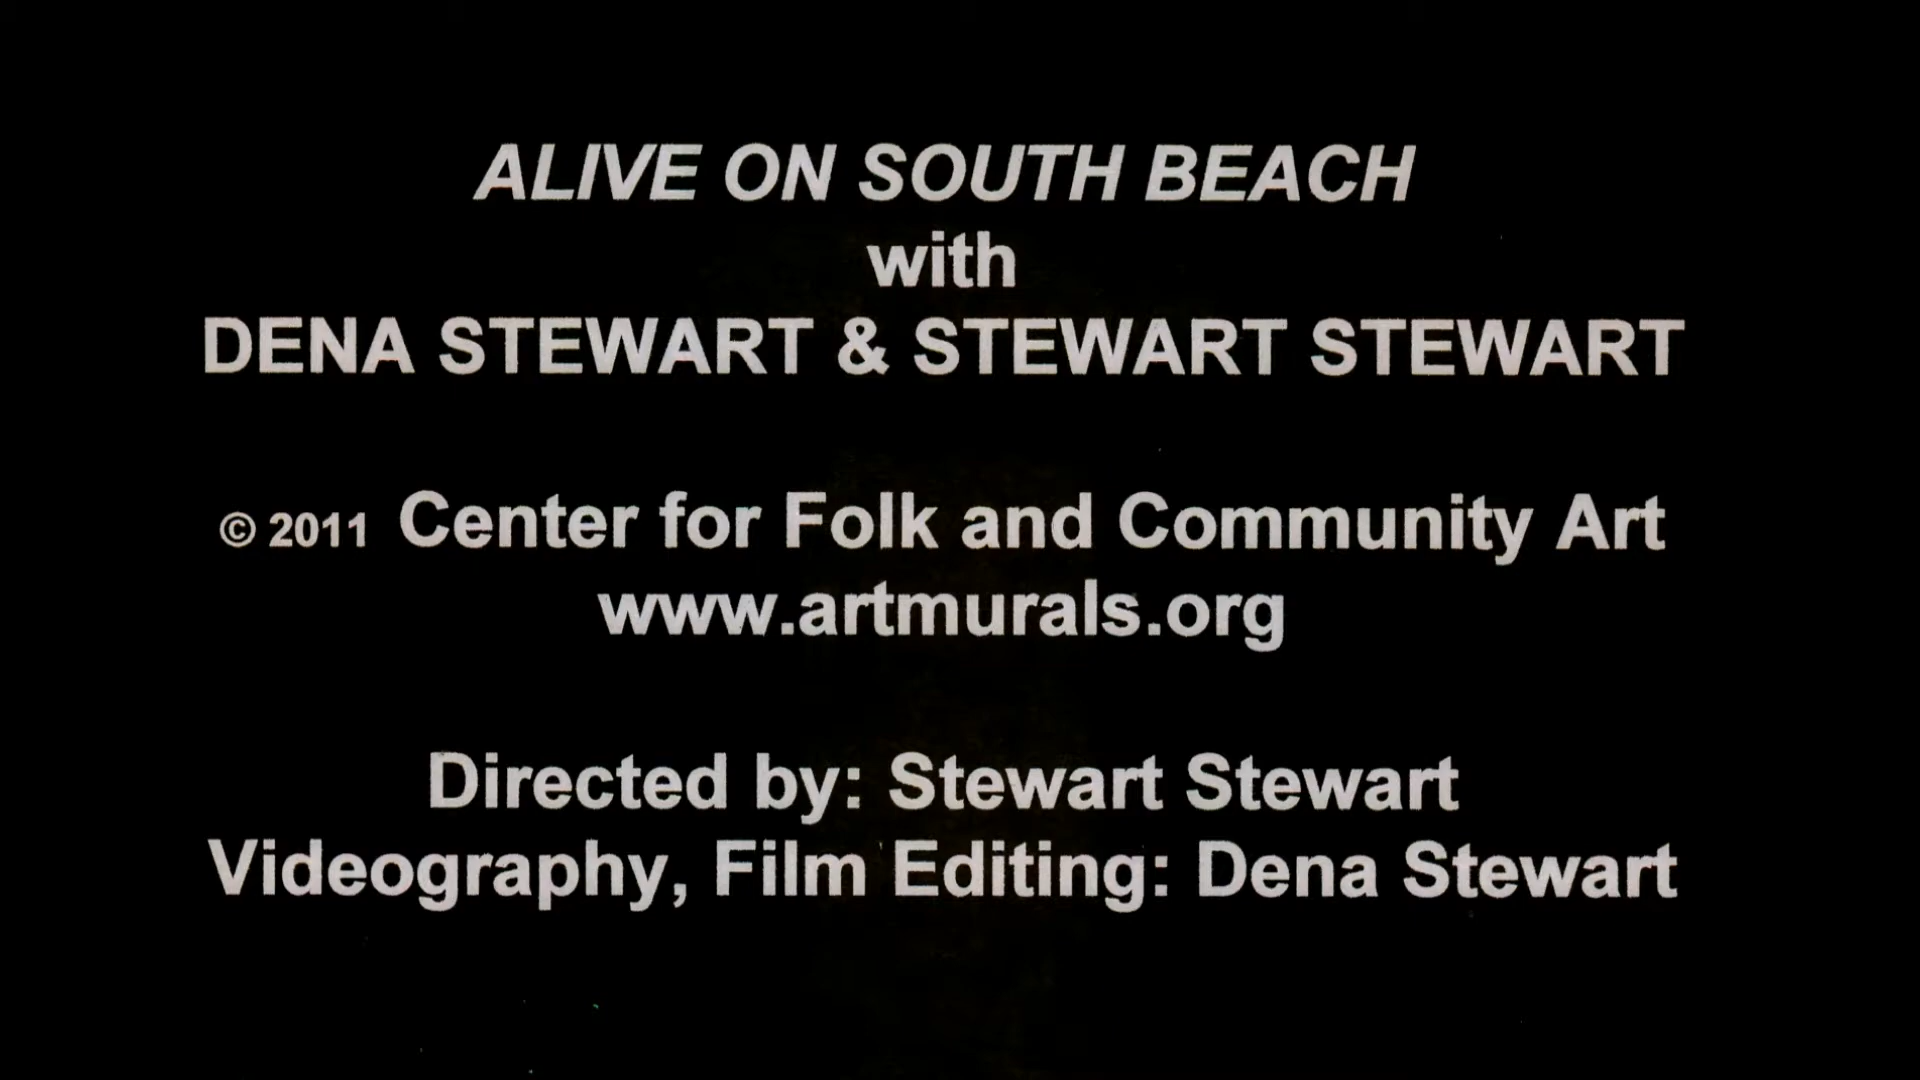 ALIVE ON SOUTH BEACH
with
DENA STEWART & STEWART STEWART
© 2011 Center for Folk and Community Art
www.artmurals.org
Directed by: Stewart Stewart
Videography, Film Editing: Dena Stewart